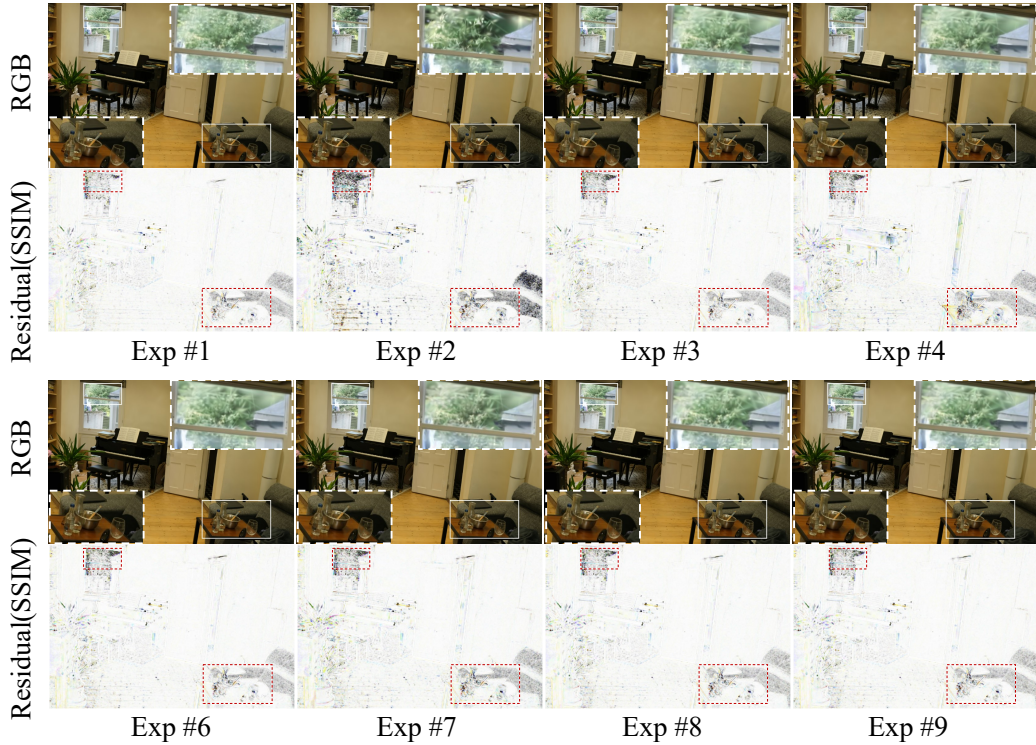 RGB
Residual(SSIM)
Exp #1 Exp #2 Exp #3 Exp #4
RGB
Residual(SSIM)
Exp #6 Exp #7 Exp #8 Exp #9